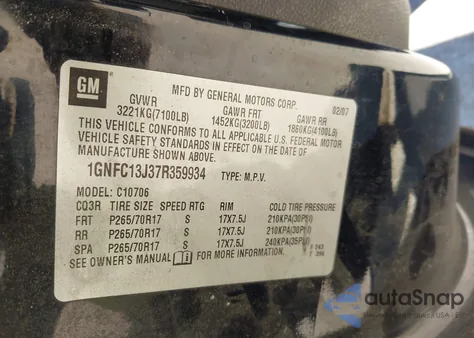 GM
MFD BY GENERAL MOTORS CORP. 02/07
GVWR GAWR FRT GAWR RR
3221KG(7100LB) 1452KG(3200LB) 1860KG(4100LB)
THIS VEHICLE CONFORMS TO ALL APPLICABLE U.S. FEDERAL MOTOR
VEHICLE SAFETY STANDARDS IN EFFECT ON THE DATE OF
MANUFACTURE SHOWN ABOVE.
1GNFC13J37R359934 TYPE: M.P.V.
MODEL: C10706
CQ3R TIRE SIZE SPEED RTG RIM COLD TIRE PRESSURE
FRT P265/70R17 S 17X7.5J 210KPA(30PSI)
RR P265/70R17 S 17X7.5J 210KPA(30PSI)
SPA P265/70R17 S 17X7.5J 240KPA(35PSI)
SEE OWNER'S MANUAL FOR MORE INFORMATION.
autoSnap